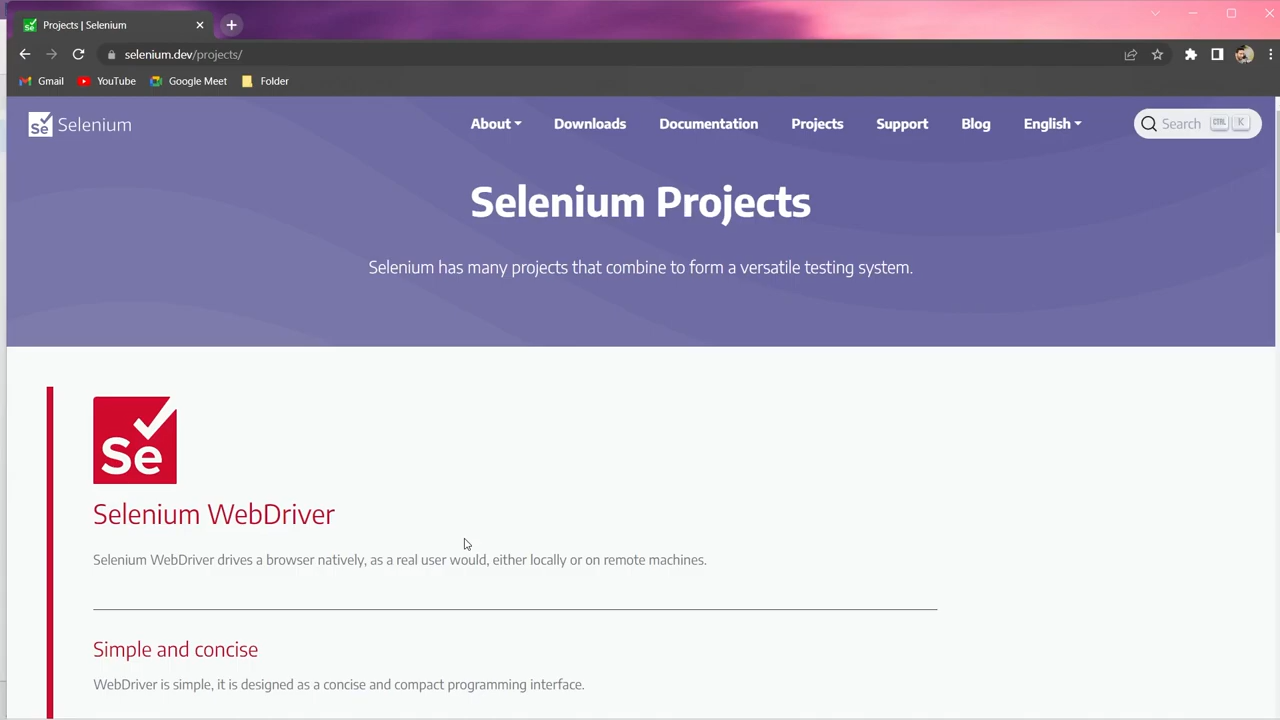 Projects | Selenium
selenium.dev/projects/
Gmail YouTube Google Meet Folder
Se Selenium About Downloads Documentation Projects Support Blog English Search CTRL K
Selenium Projects
Selenium has many projects that combine to form a versatile testing system.
Se
Selenium WebDriver
Selenium WebDriver drives a browser natively, as a real user would, either locally or on remote machines.
Simple and concise
WebDriver is simple, it is designed as a concise and compact programming interface.